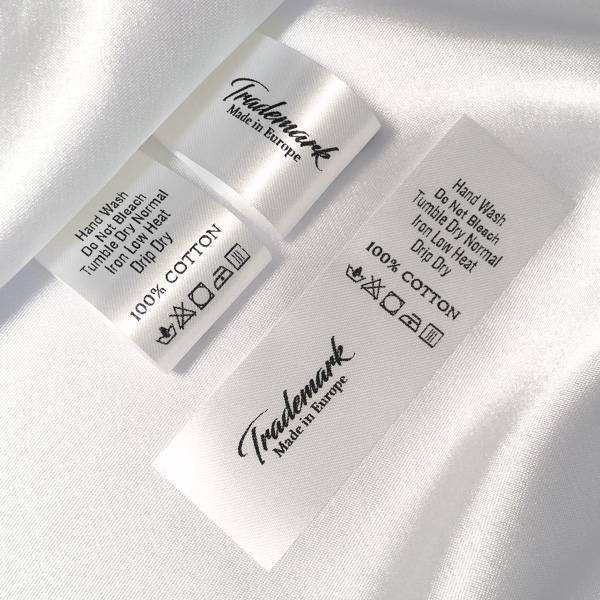 Trademark
Made in Europe
Hand Wash
Do Not Bleach
Tumble Dry Normal
Iron Low Heat
Drip Dry
100% COTTON
Hand Wash
Do Not Bleach
Tumble Dry Normal
Iron Low Heat
Drip Dry
100% COTTON
Trademark
Made in Europe